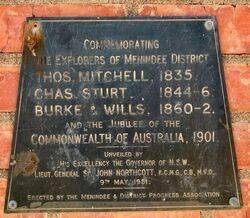 COMMEMORATING
THE EXPLORERS OF MENINDEE DISTRICT
THOS. MITCHELL, 1835.
CHAS. STURT . . 1844-6.
BURKE & WILLS, 1860-2.
AND THE JUBILEE OF THE
COMMONWEALTH OF AUSTRALIA, 1901
UNVEILED BY
HIS EXCELLENCY THE GOVERNOR OF N.S.W.
LIEUT. GENERAL SIR JOHN NORTHCOTT, K.C.M.G., C.B., M.V.O.
9TH MAY, 1951.
ERECTED BY THE MENINDEE & DISTRICT PROGRESS ASSOCIATION